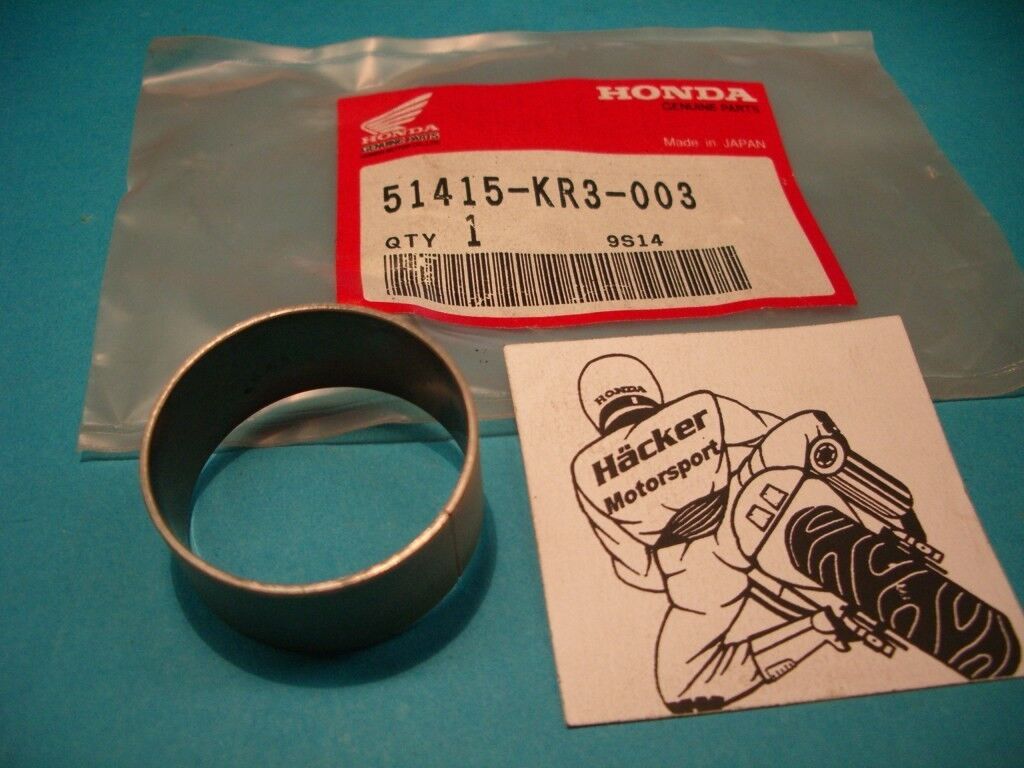 HONDA
GENUINE PARTS
HONDA
GENUINE PARTS
Made in JAPAN
51415-KR3-003
QTY 1 9S14
HONDA
Häcker
Motorsport